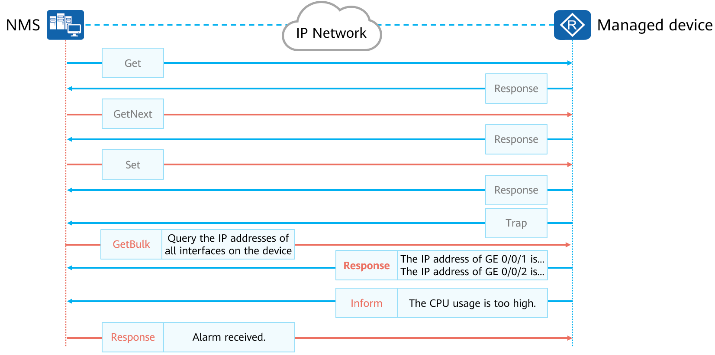 NMS
IP Network
R
Managed device
Get
Response
GetNext
Response
Set
Response
Trap
GetBulk
Query the IP addresses of
all interfaces on the device
Response
The IP address of GE 0/0/1 is...
The IP address of GE 0/0/2 is...
Inform
The CPU usage is too high.
Response
Alarm received.